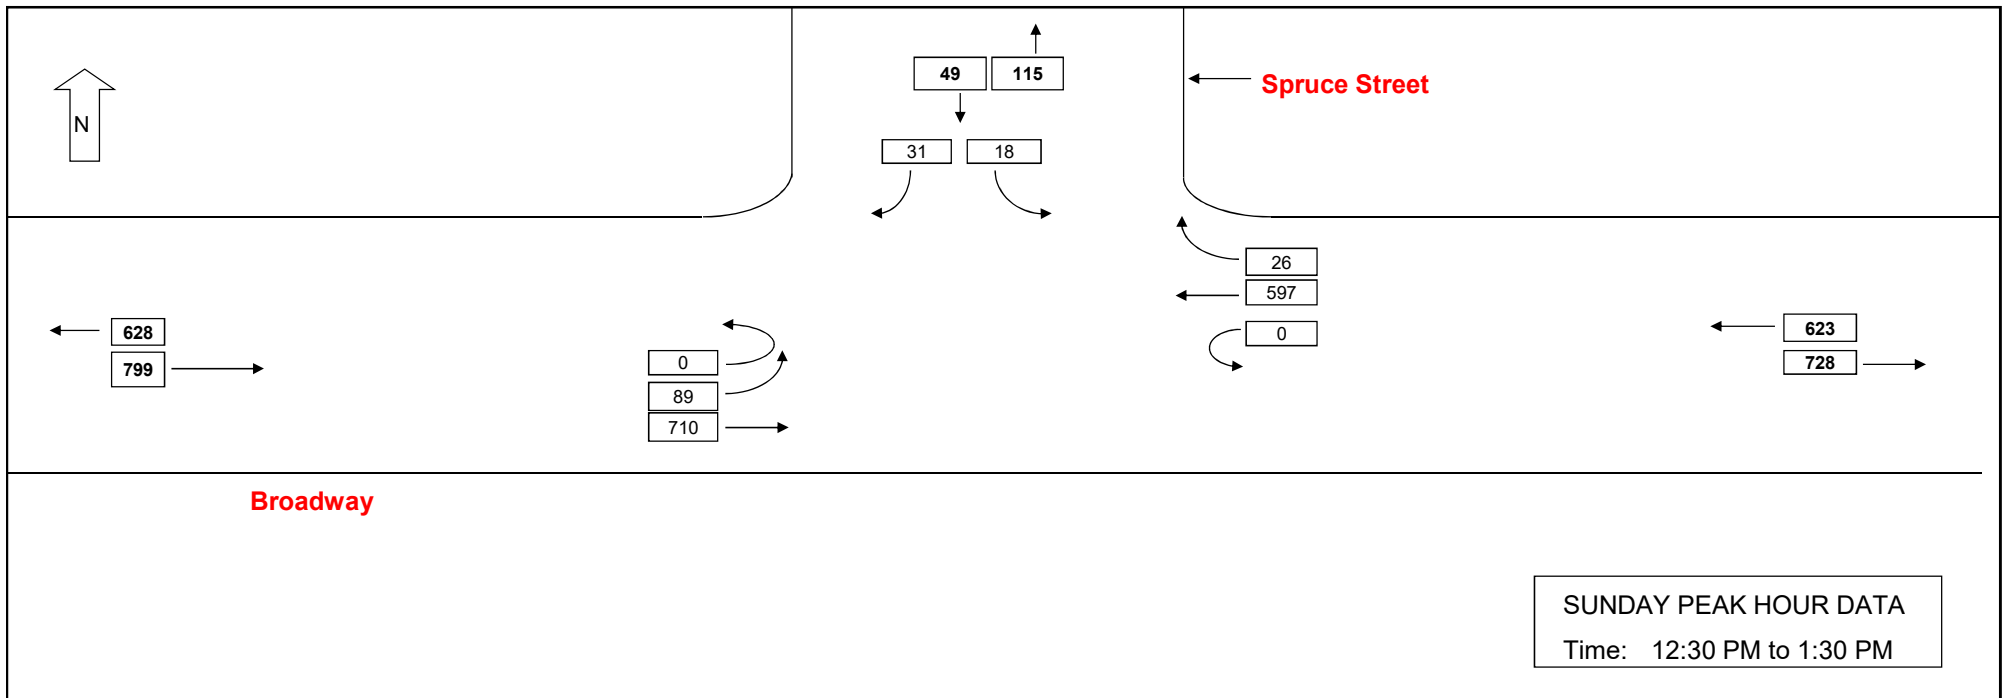 49 115
Spruce Street
N
31 18
26
597
0
628
799
0
89
710
623
728
Broadway
SUNDAY PEAK HOUR DATA
Time: 12:30 PM to 1:30 PM